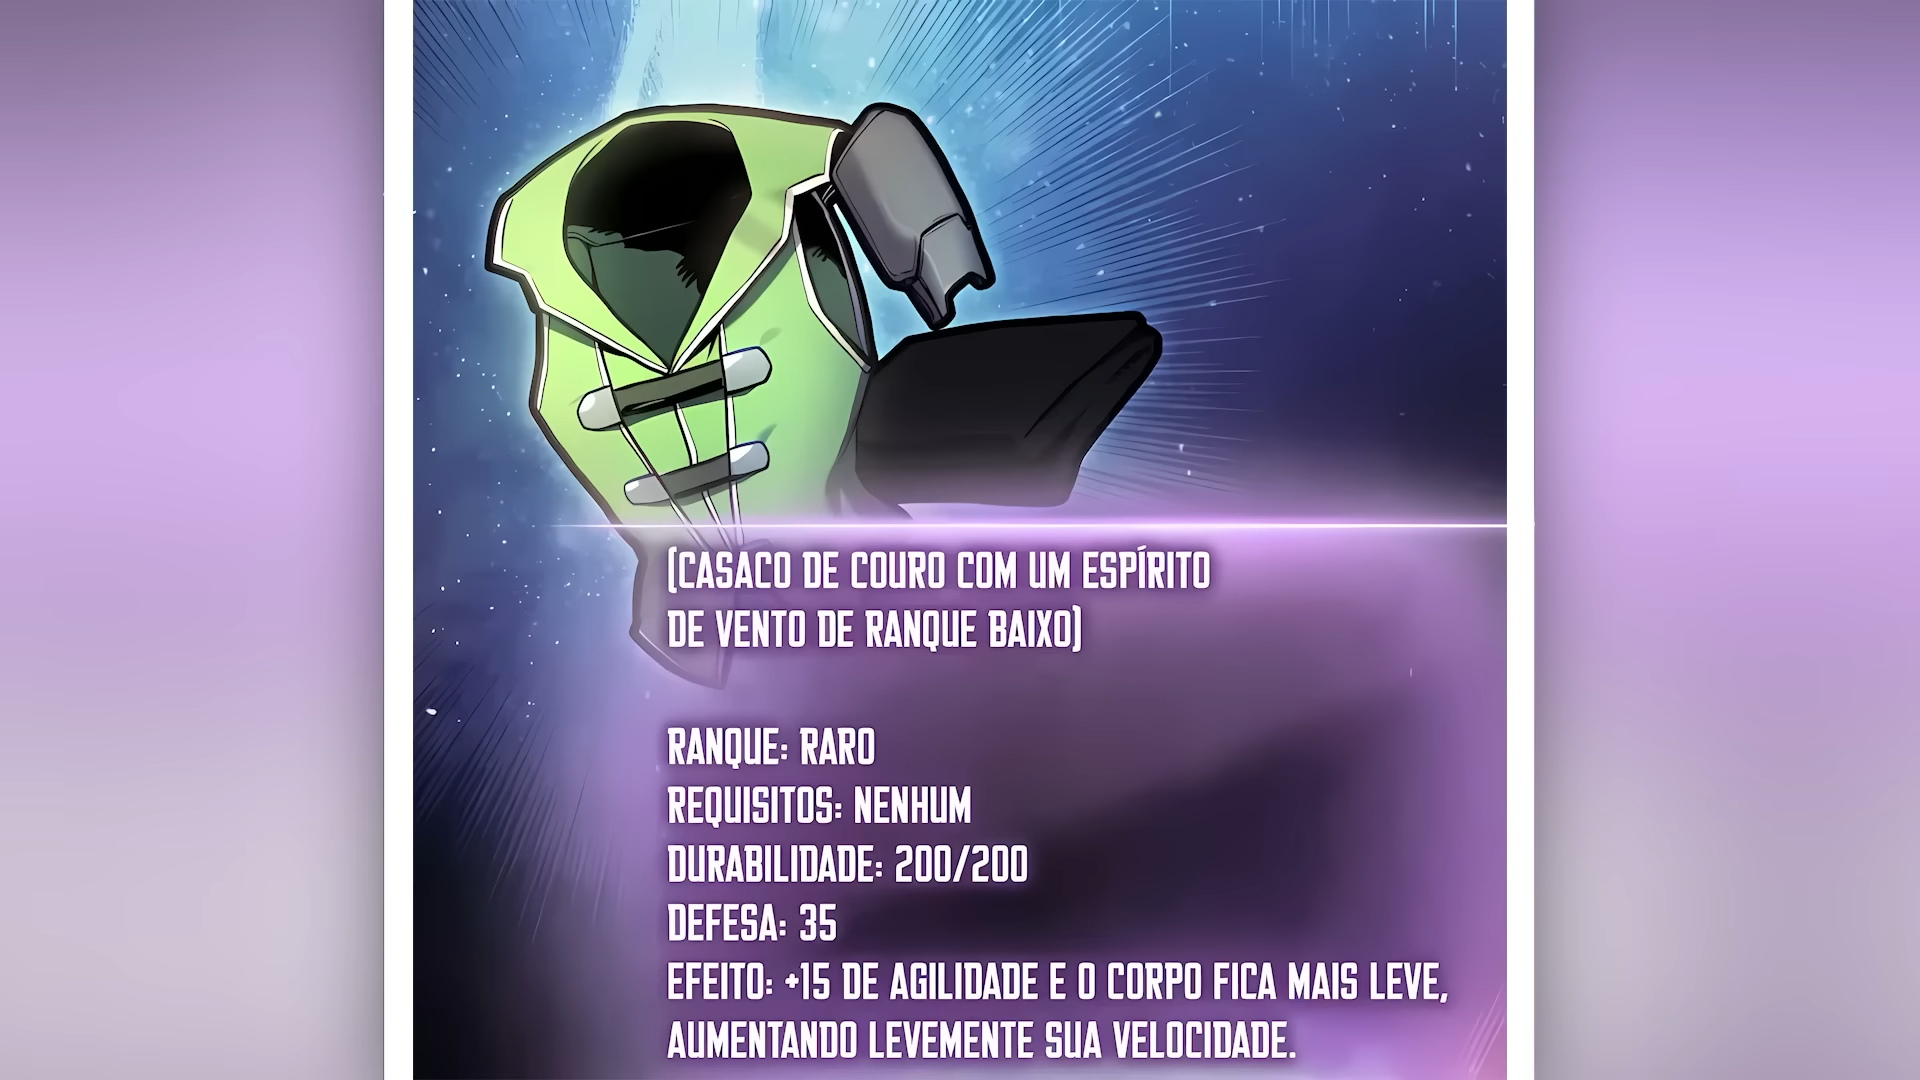 [CASACO DE COURO COM UM ESPÍRITO
DE VENTO DE RANQUE BAIXO]
RANQUE: RARO
REQUISITOS: NENHUM
DURABILIDADE: 200/200
DEFESA: 35
EFEITO: +15 DE AGILIDADE E O CORPO FICA MAIS LEVE,
AUMENTANDO LEVEMENTE SUA VELOCIDADE.